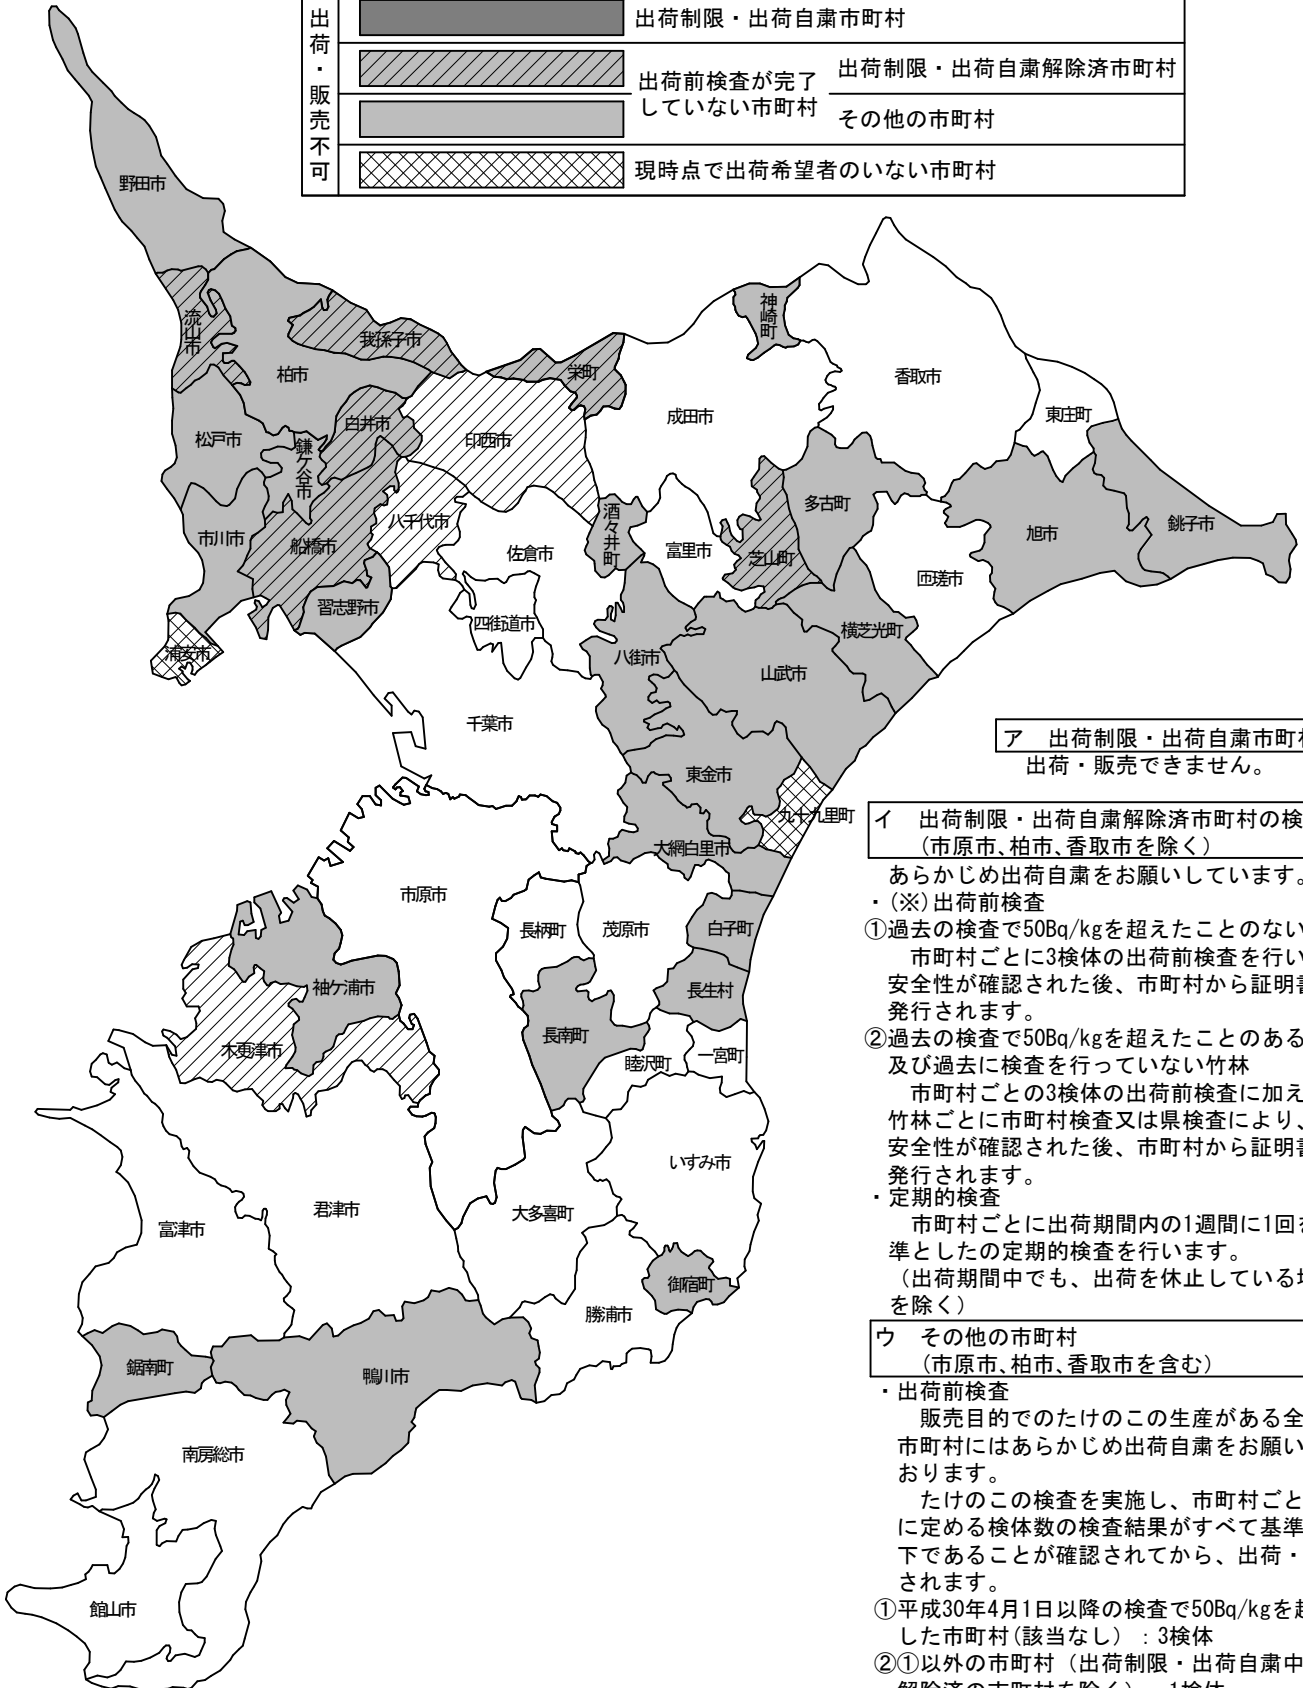 出荷・販売不可
出荷制限・出荷自粛市町村
出荷前検査が完了
していない市町村
出荷制限・出荷自粛解除済市町村
その他の市町村
現時点で出荷希望者のいない市町村
野田市
流山市
我孫子市
柏市
栄町
神崎町
香取市
成田市
東庄町
松戸市
鎌ケ谷市
白井市
印西市
市川市
船橋市
八千代市
佐倉市
酒々井町
富里市
芝山町
多古町
旭市
銚子市
匝瑳市
習志野市
四街道市
浦安市
八街市
横芝光町
山武市
千葉市
東金市
九十九里町
大網白里市
市原市
長柄町
茂原市
白子町
袖ケ浦市
長生村
長南町
木更津市
睦沢町
一宮町
いすみ市
君津市
大多喜町
富津市
御宿町
勝浦市
鋸南町
鴨川市
南房総市
館山市
ア　出荷制限・出荷自粛市町村
出荷・販売できません。
イ　出荷制限・出荷自粛解除済市町村の検
（市原市、柏市、香取市を除く）
あらかじめ出荷自粛をお願いしています。
・(※)出荷前検査
①過去の検査で50Bq/kgを超えたことのない
市町村ごとに3検体の出荷前検査を行い
安全性が確認された後、市町村から証明書
発行されます。
②過去の検査で50Bq/kgを超えたことのある
及び過去に検査を行っていない竹林
市町村ごとの3検体の出荷前検査に加え
竹林ごとに市町村検査又は県検査により、
安全性が確認された後、市町村から証明書
発行されます。
・定期的検査
市町村ごとに出荷期間内の1週間に1回を
準としたの定期的検査を行います。
（出荷期間中でも、出荷を休止している場
を除く）
ウ　その他の市町村
（市原市、柏市、香取市を含む）
・出荷前検査
販売目的でのたけのこの生産がある全
市町村にはあらかじめ出荷自粛をお願い
おります。
たけのこの検査を実施し、市町村ごと
に定める検体数の検査結果がすべて基準
下であることが確認されてから、出荷・
されます。
①平成30年4月1日以降の検査で50Bq/kgを超
した市町村(該当なし）：3検体
②①以外の市町村（出荷制限・出荷自粛中
解除済の市町村を除く）：1検体